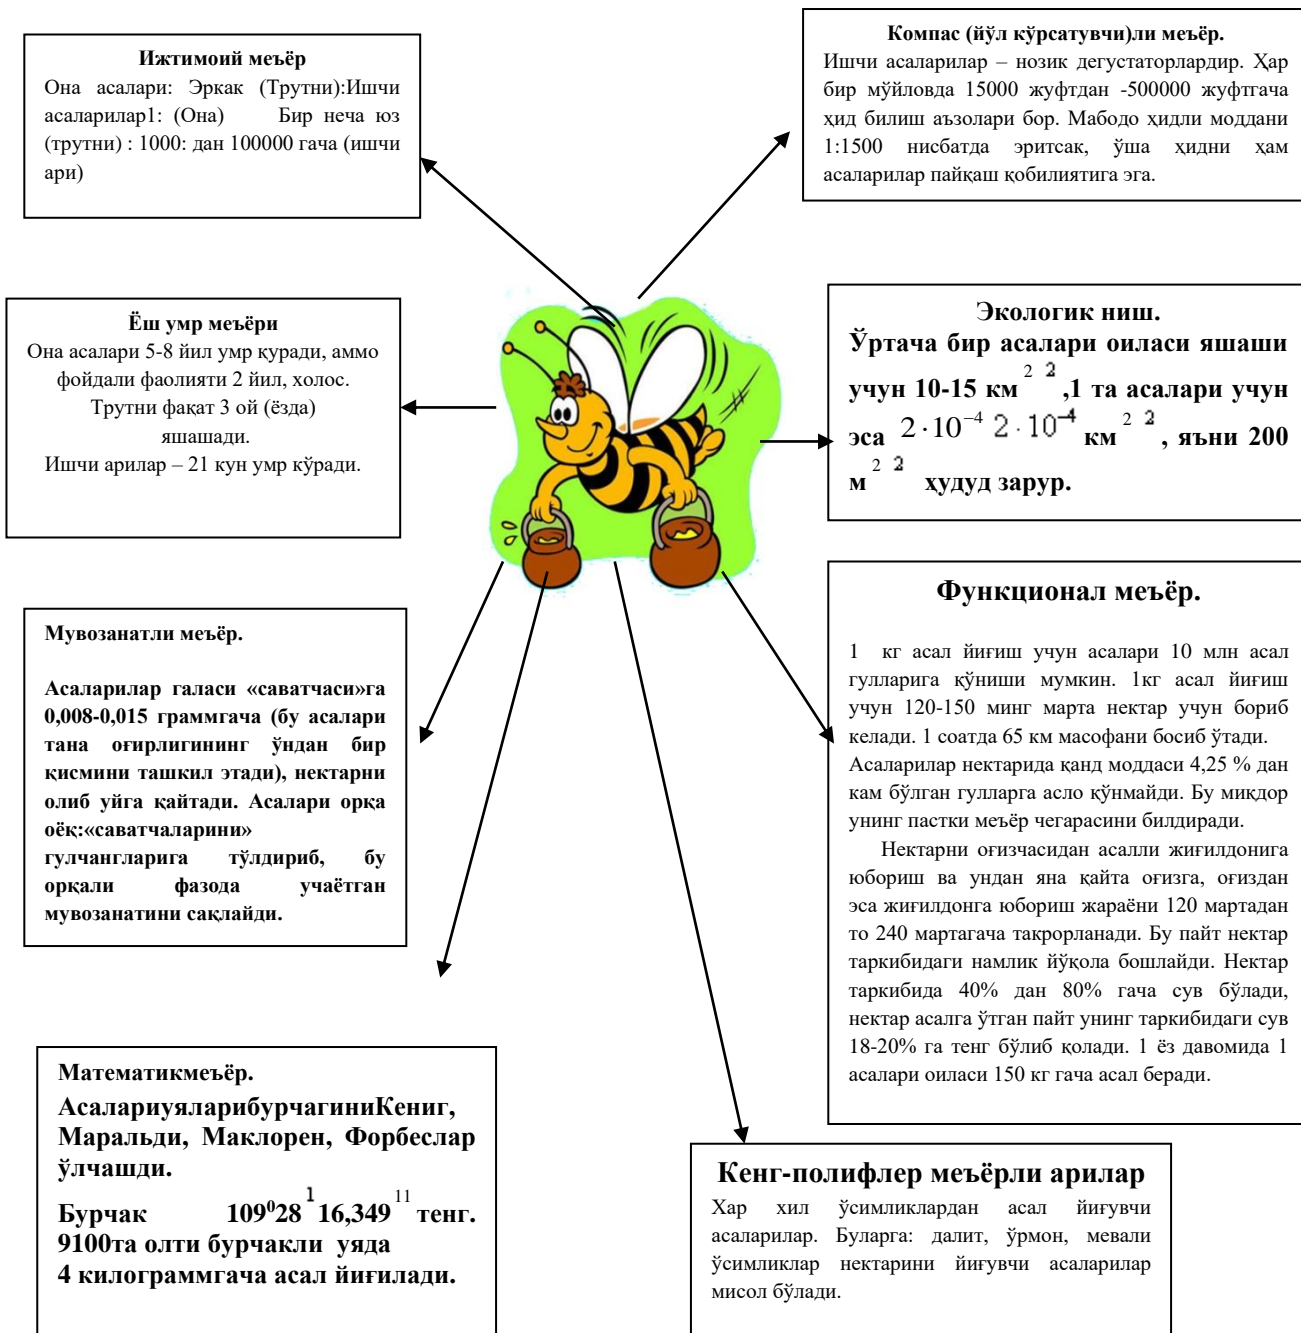 Ижтимоий меъёр
Она асалари: Эркак (Трутни):Ишчи
асаларилар1: (Она) Бир неча юз
(трутни) : 1000: дан 100000 гача (ишчи
ари)
Компас (йўл кўрсатувчи)ли меъёр.
Ишчи асаларилар – нозик дегустаторлардир. Ҳар
бир мўйловда 15000 жуфтдан -500000 жуфтгача
ҳид билиш аъзолари бор. Мабодо ҳидли моддани
1:1500 нисбатда эритсак, ўша ҳидни ҳам
асаларилар пайқаш қобилиятига эга.
Ёш умр меъёри
Она асалари 5-8 йил умр қуради, аммо
фойдали фаолияти 2 йил, холос.
Трутни фақат 3 ой (ёзда)
яшашади.
Ишчи арилар – 21 кун умр кўради.
Экологик ниш.
Ўртача бир асалари оиласи яшаши
учун 10-15 км ² ² ,1 та асалари учун
эса 2·10⁻⁴ 2·10⁻⁴ км ² ² , яъни 200
м ² ² ҳудуд зарур.
Мувозанатли меъёр.
Асаларилар галаси «саватчаси»га
0,008-0,015 граммгача (бу асалари
тана оғирлигининг ўндан бир
қисмини ташкил этади), нектарни
олиб уйга қайтади. Асалари орқа
оёқ:«саватчаларини»
гулчангларига тўлдириб, бу
орқали фазода учаётган
мувозанатини сақлайди.
Функционал меъёр.
1 кг асал йиғиш учун асалари 10 млн асал
гулларига қўниши мумкин. 1кг асал йиғиш
учун 120-150 минг марта нектар учун бориб
келади. 1 соатда 65 км масофани босиб ўтади.
Асаларилар нектарида қанд моддаси 4,25 % дан
кам бўлган гулларга асло қўнмайди. Бу миқдор
унинг пастки меъёр чегарасини билдиради.
Нектарни оғизчасидан асалли жиғилдонига
юбориш ва ундан яна қайта оғизга, оғиздан
эса жиғилдонга юбориш жараёни 120 мартадан
то 240 мартагача такрорланади. Бу пайт нектар
таркибидаги намлик йўқола бошлайди. Нектар
таркибида 40% дан 80% гача сув бўлади,
нектар асалга ўтган пайт унинг таркибидаги сув
18-20% га тенг бўлиб қолади. 1 ёз давомида 1
асалари оиласи 150 кг гача асал беради.
Математикмеъёр.
АсалариуяларибурчагиниКениг,
Маральди, Маклорен, Форбеслар
ўлчашди.
Бурчак 109⁰28 ¹ 16,349 ¹¹ тенг.
9100та олти бурчакли уяда
4 килограммгача асал йиғилади.
Кенг-полифлер меъёрли арилар
Хар хил ўсимликлардан асал йиғувчи
асаларилар. Буларга: далит, ўрмон, мевали
ўсимликлар нектарини йиғувчи асаларилар
мисол бўлади.